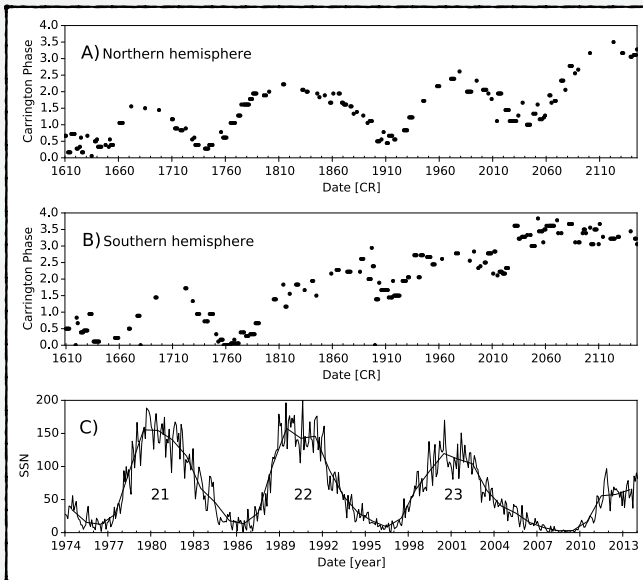 A) Northern hemisphere
Carrington Phase
4.0
3.5
3.0
2.5
2.0
1.5
1.0
0.5
0.0
1610 1660 1710 1760 1810 1860 1910 1960 2010 2060 2110
Date [CR]
B) Southern hemisphere
Carrington Phase
4.0
3.5
3.0
2.5
2.0
1.5
1.0
0.5
0.0
1610 1660 1710 1760 1810 1860 1910 1960 2010 2060 2110
Date [CR]
C)
SSN
200
150
100
50
0
21 22 23
1974 1977 1980 1983 1986 1989 1992 1995 1998 2001 2004 2007 2010 2013
Date [year]